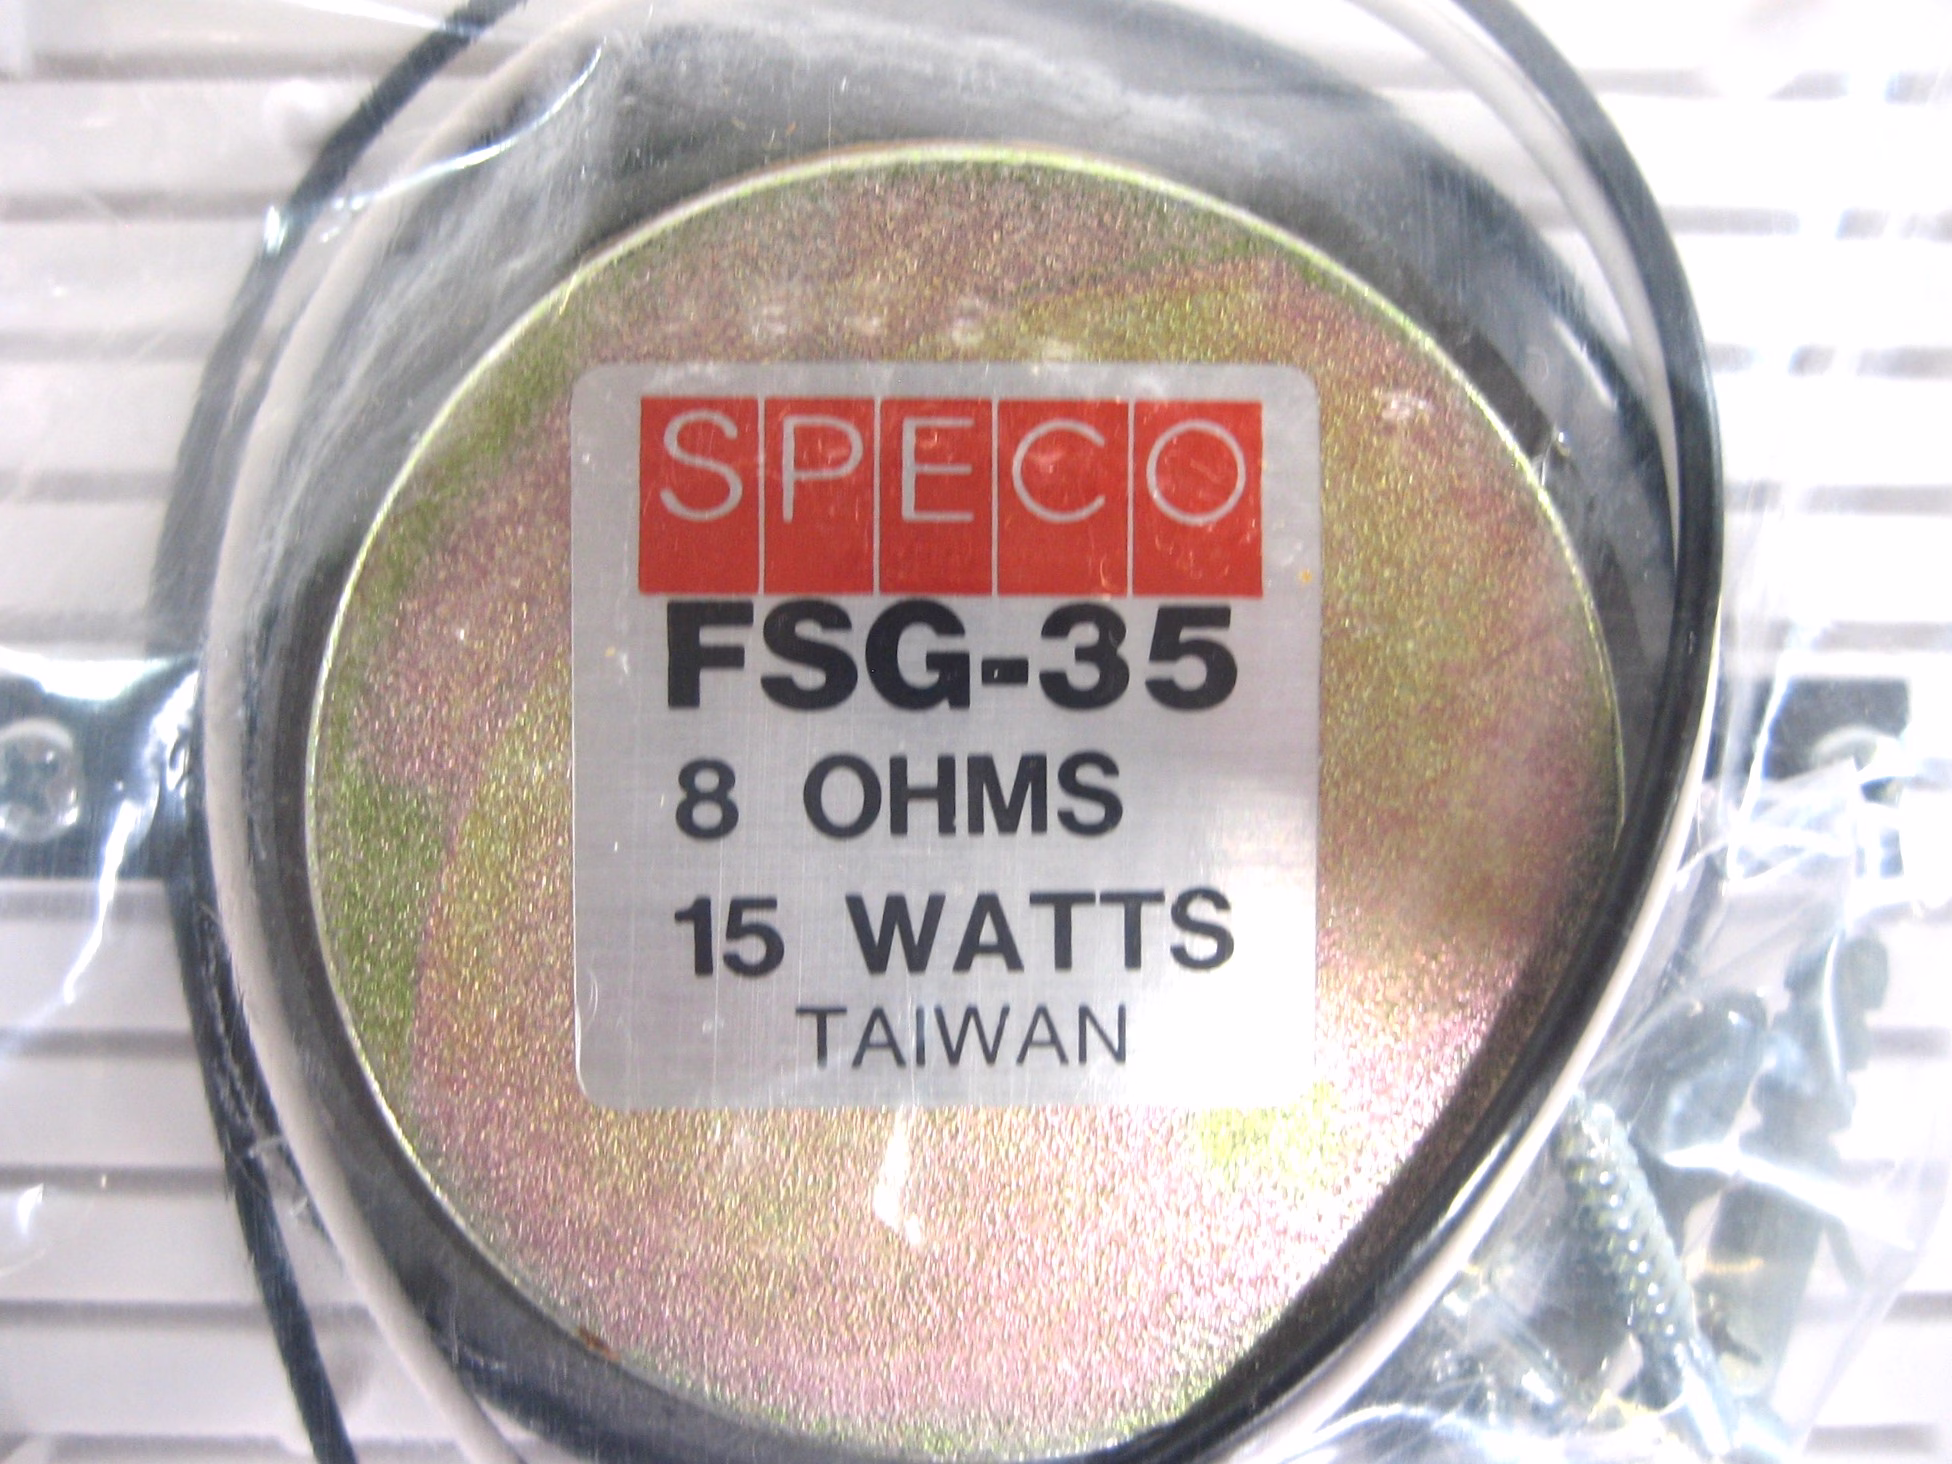 SPECO
FSG-35
8 OHMS
15 WATTS
TAIWAN